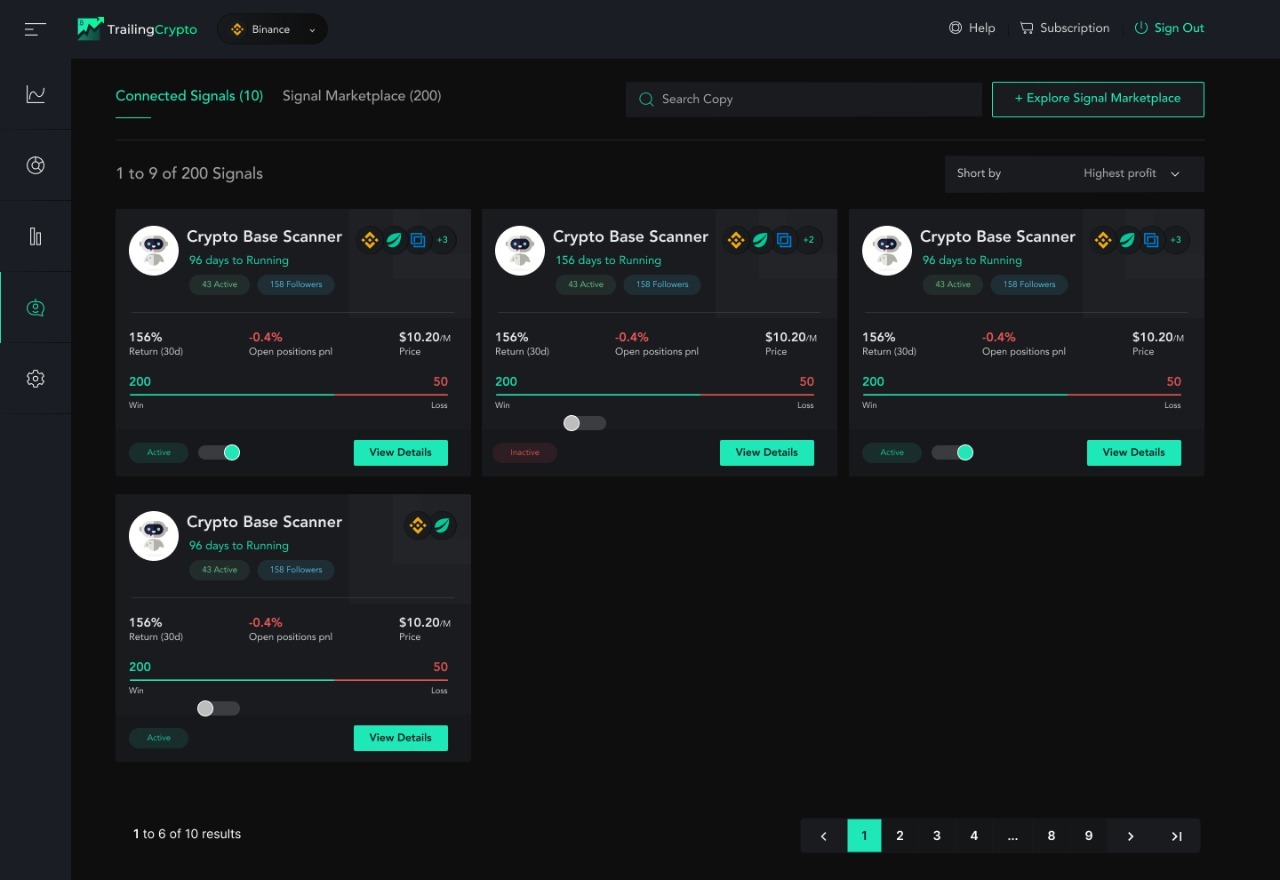 TrailingCrypto
Binance
Help
Subscription
Sign Out
Connected Signals (10)
Signal Marketplace (200)
Search Copy
+ Explore Signal Marketplace
1 to 9 of 200 Signals
Short by
Highest profit
Crypto Base Scanner
+3
96 days to Running
43 Active
158 Followers
156%
-0.4%
$10.20/M
Return (30d)
Open positions pnl
Price
200
50
Win
Loss
Active
View Details
Crypto Base Scanner
+2
156 days to Running
43 Active
158 Followers
156%
-0.4%
$10.20/M
Return (30d)
Open positions pnl
Price
200
50
Win
Loss
Inactive
View Details
Crypto Base Scanner
+3
96 days to Running
43 Active
158 Followers
156%
-0.4%
$10.20/M
Return (30d)
Open positions pnl
Price
200
50
Win
Loss
Active
View Details
Crypto Base Scanner
96 days to Running
43 Active
158 Followers
156%
-0.4%
$10.20/M
Return (30d)
Open positions pnl
Price
200
50
Win
Loss
Active
View Details
1 to 6 of 10 results
1 2 3 4 ... 8 9